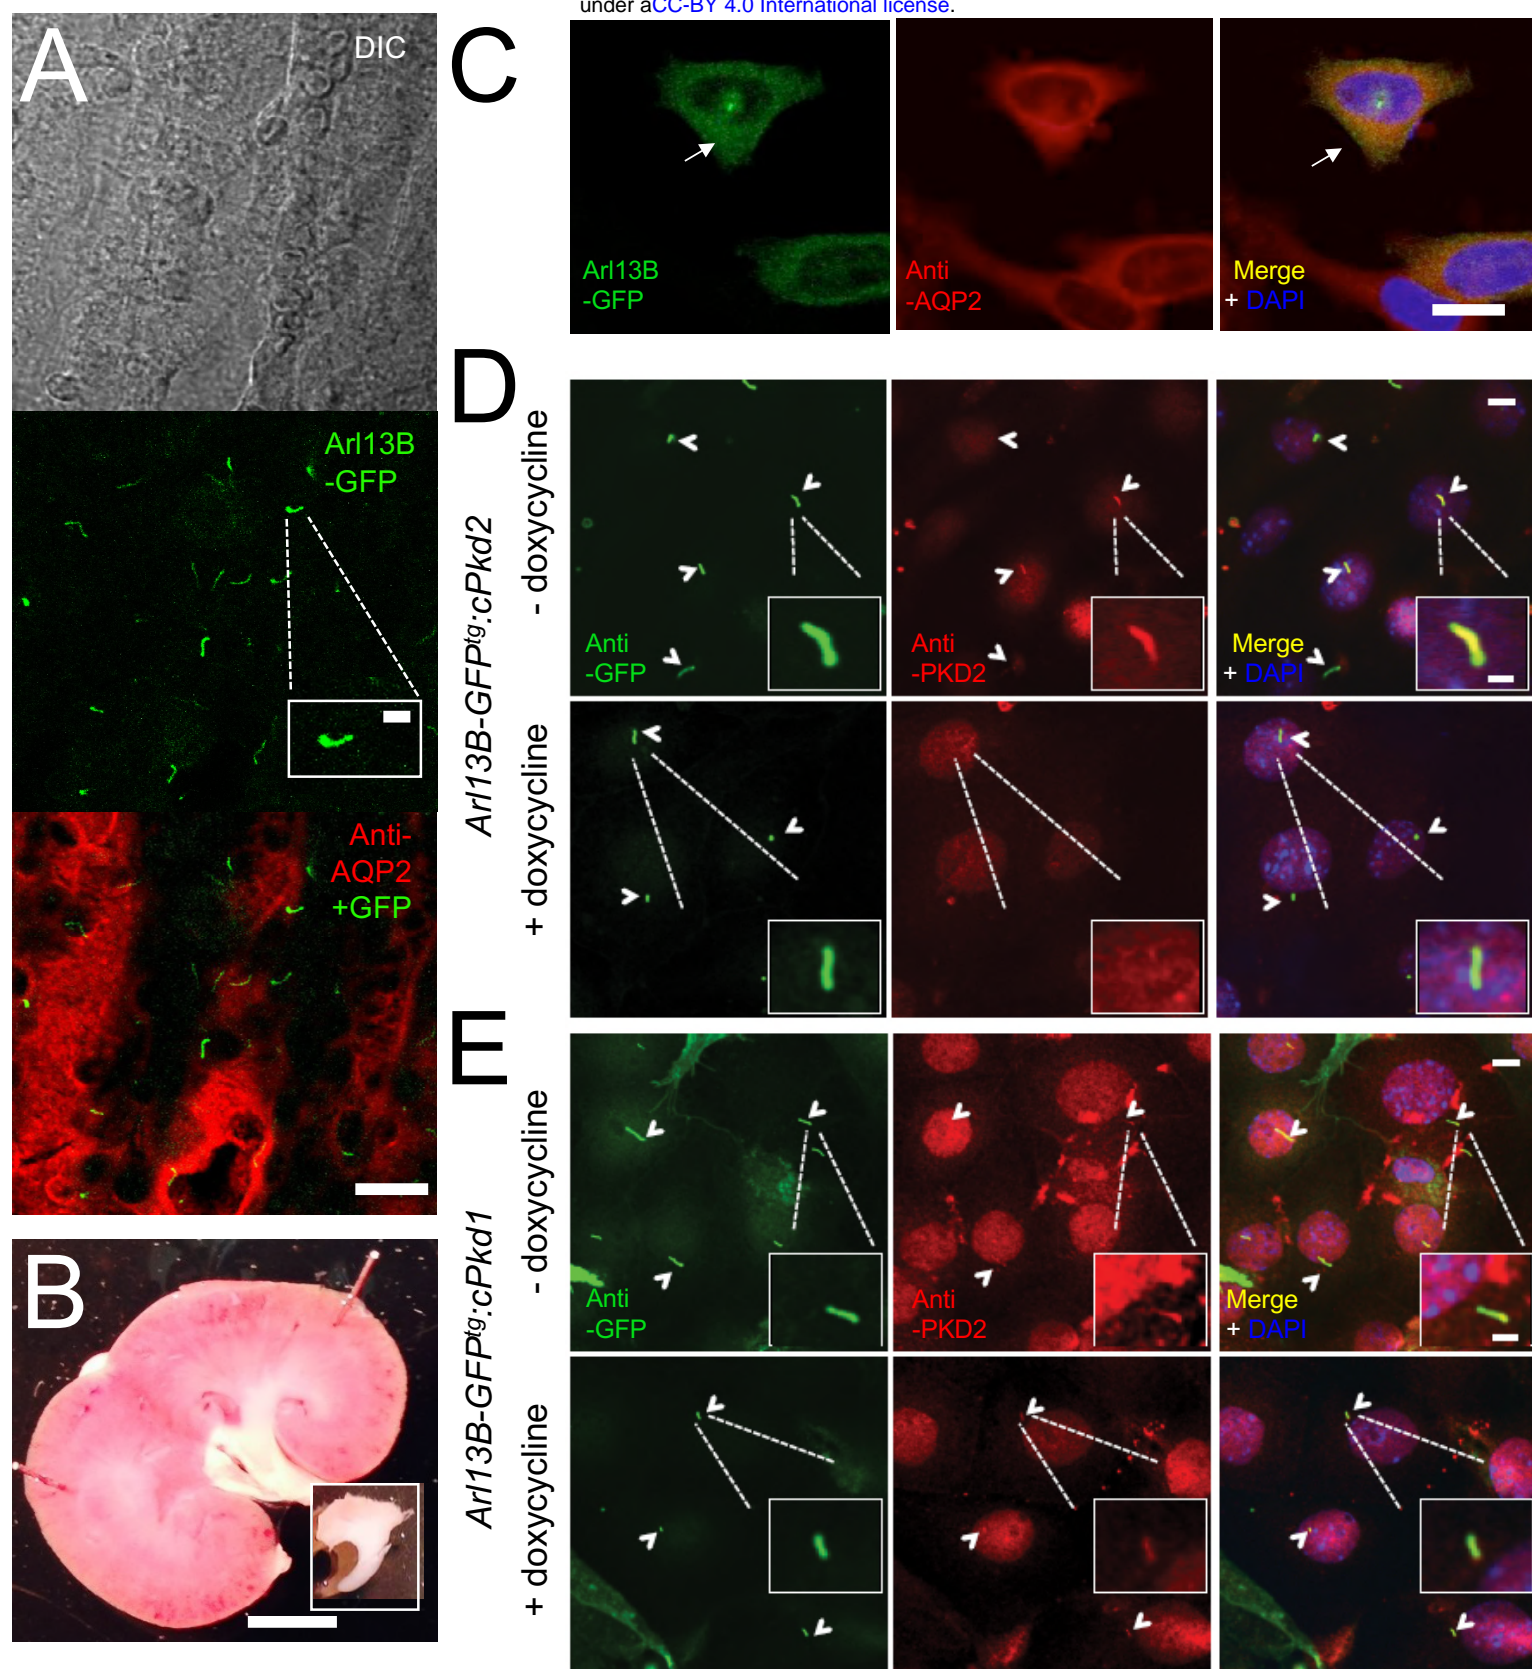 under aCC-BY 4.0 International license.
A
DIC
Arl13B
-GFP
Anti-
AQP2
+GFP
B
C
Arl13B
-GFP
Anti
-AQP2
Merge
+ DAPI
D
Arl13B-GFPtg:cPkd2
- doxycycline
Anti
-GFP
Anti
-PKD2
Merge
+ DAPI
+ doxycycline
E
Arl13B-GFPtg:cPkd1
- doxycycline
Anti
-GFP
Anti
-PKD2
Merge
+ DAPI
+ doxycycline